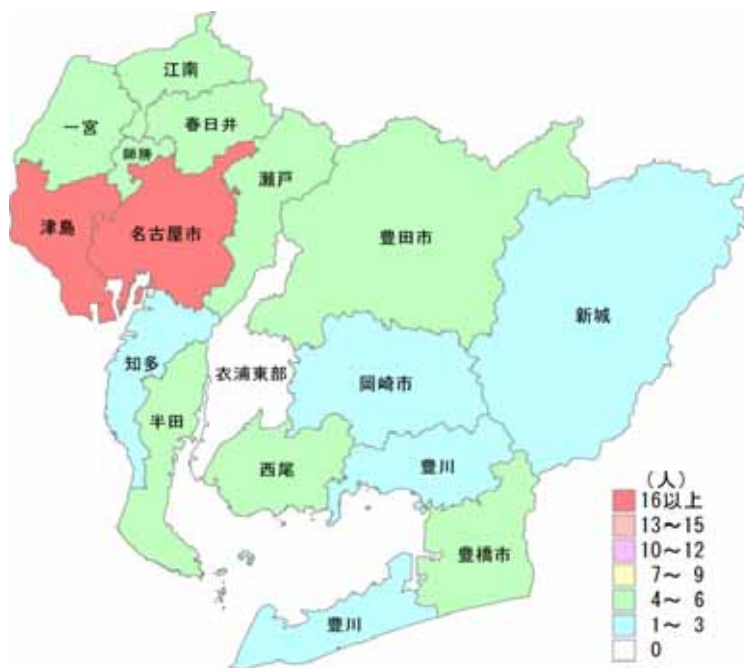 江南
一宮
春日井
師勝
瀬戸
津島
名古屋市
豊田市
新城
知多
衣浦東部
岡崎市
半田
西尾
豊川
豊橋市
豊川
(人)
16以上
13～15
10～12
7～ 9
4～ 6
1～ 3
0